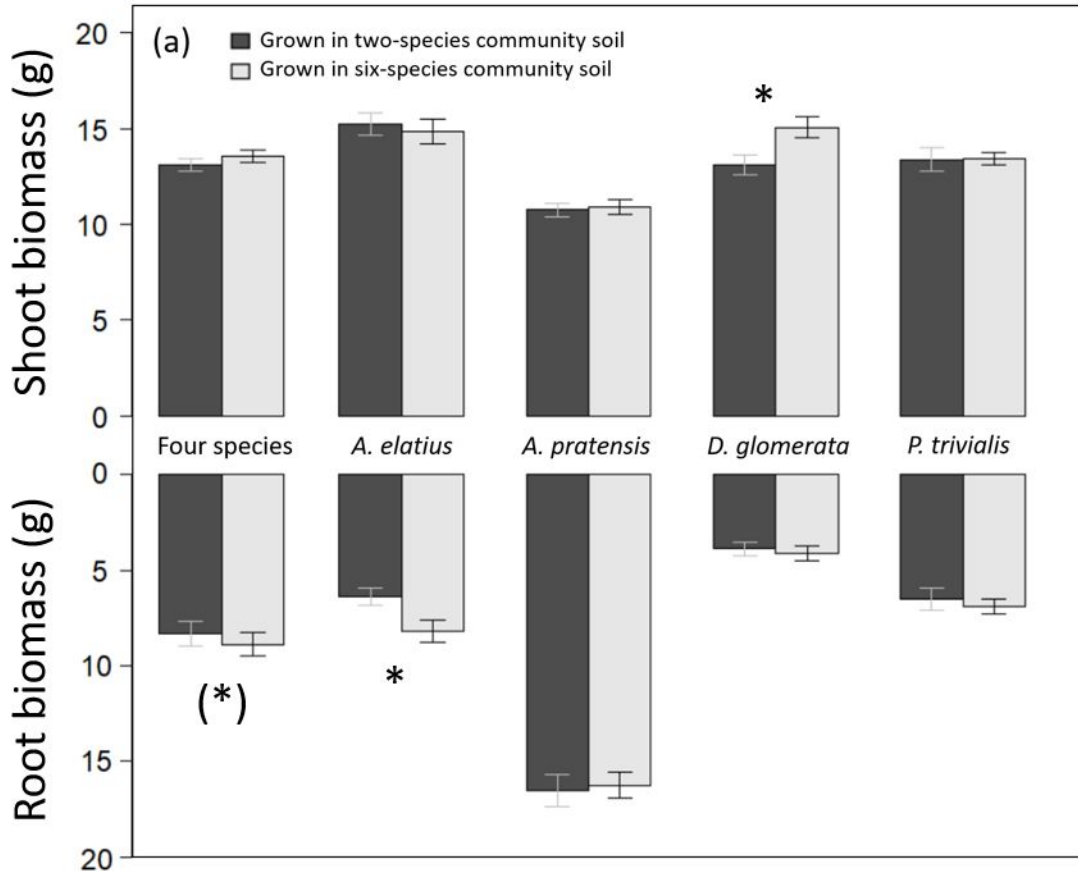 (a)
Grown in two-species community soil
Grown in six-species community soil
Shoot biomass (g)
20
15
10
5
0
*
Four species A. elatius A. pratensis D. glomerata P. trivialis
Root biomass (g)
0
5
10
15
20
(*)
*